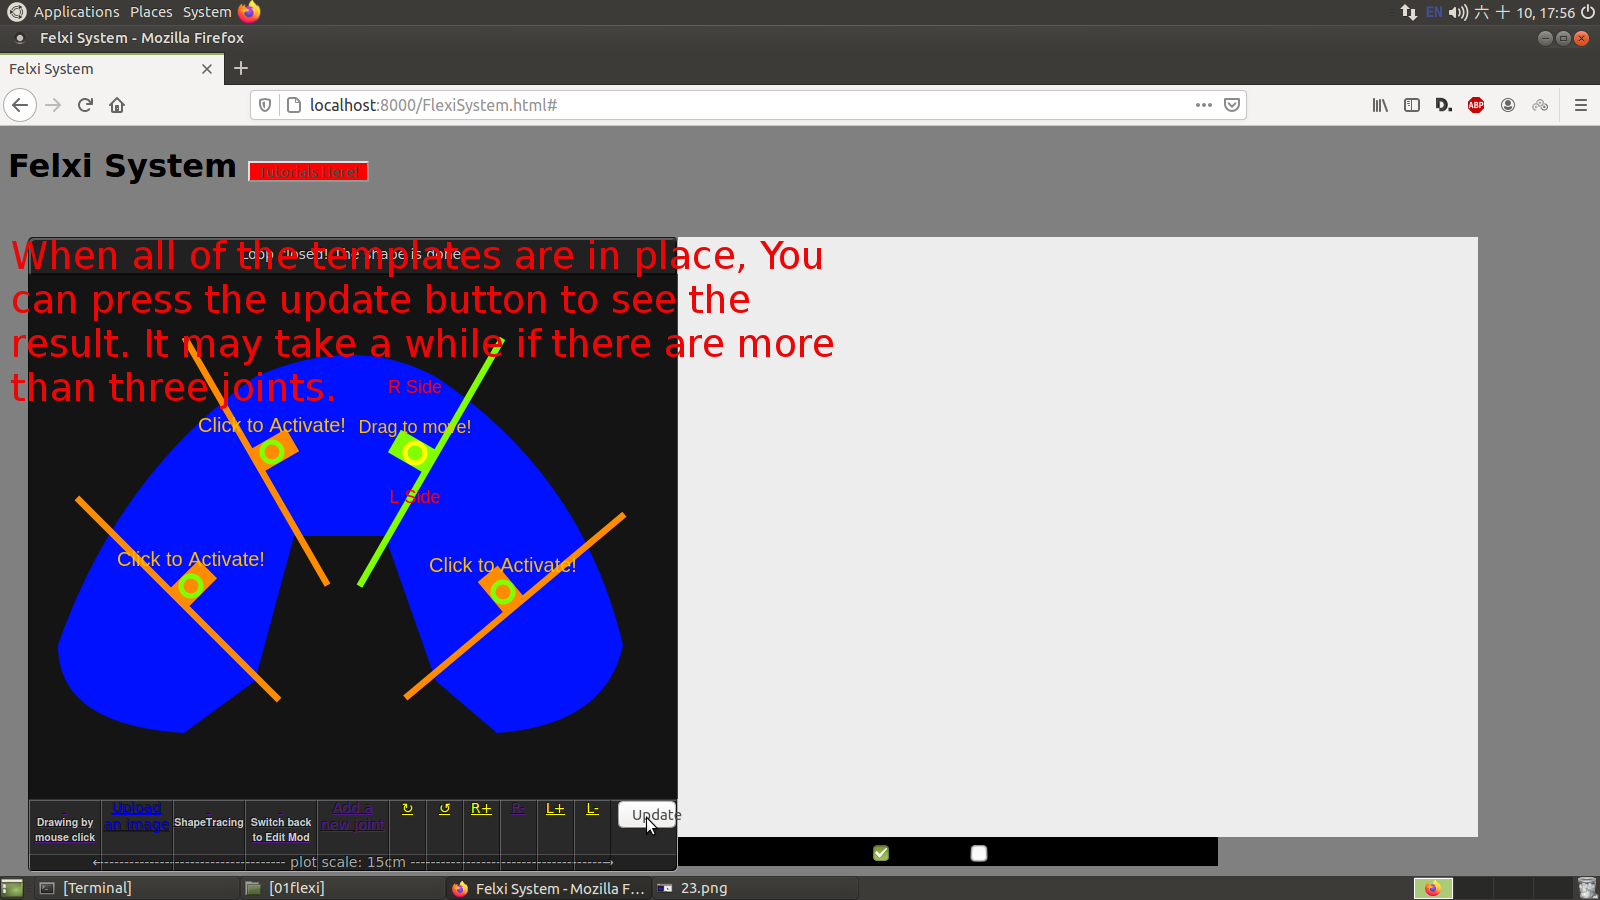 Applications Places System EN 六 十 10, 17:56
Felxi System - Mozilla Firefox
Felxi System
localhost:8000/FlexiSystem.html#
D. ABP
Felxi System Tutorials Here!
Loop closed! The shape is done
When all of the templates are in place, You
can press the update button to see the
result. It may take a while if there are more
than three joints.
R Side
Click to Activate! Drag to move!
L Side
Click to Activate! Click to Activate!
Drawing by
mouse click
Upload
an image
ShapeTracing
Switch back
to Edit Mod
Add a
new joint
↻ ↺ R+ R- L+ L- Update
←-------------------------------------- plot scale: 15cm ----------------------------------------→
[Terminal] [01flexi] Felxi System - Mozilla F... 23.png